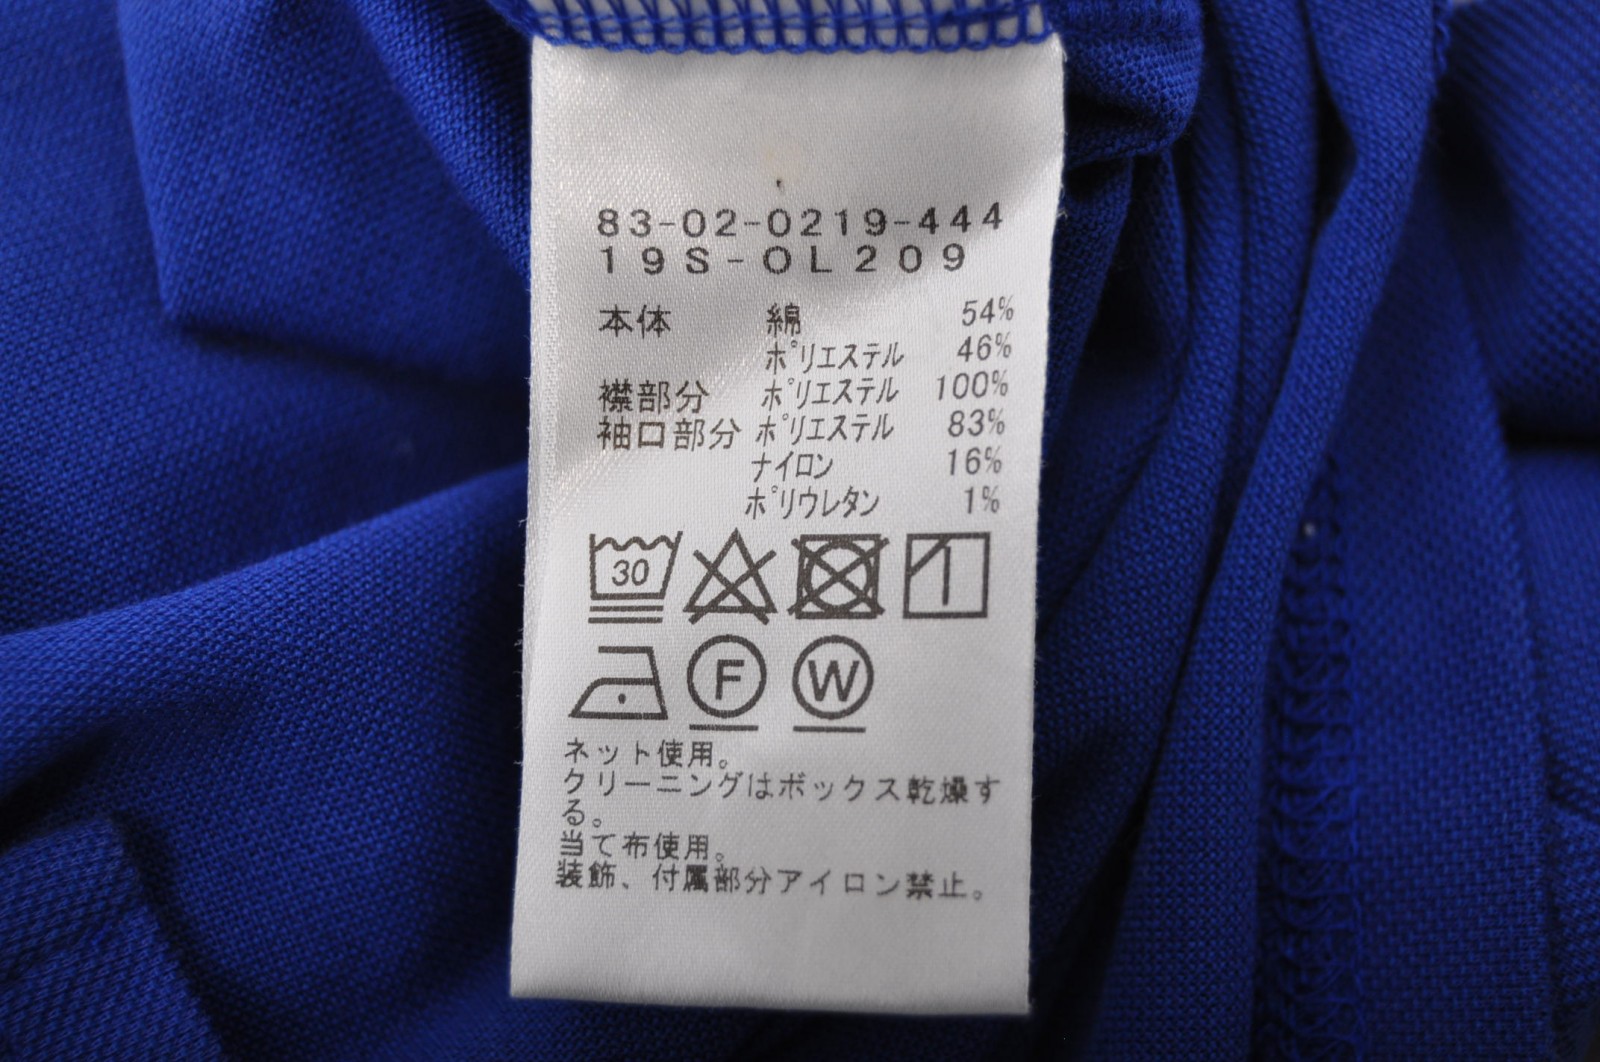 83-02-0219-444
19S-OL209
本体 綿 54%
ポリエステル 46%
襟部分 ポリエステル 100%
袖口部分 ポリエステル 83%
ナイロン 16%
ポリウレタン 1%
30
F W
ネット使用。
クリーニングはボックス乾燥す
る。
当て布使用。
装飾、付属部分アイロン禁止。